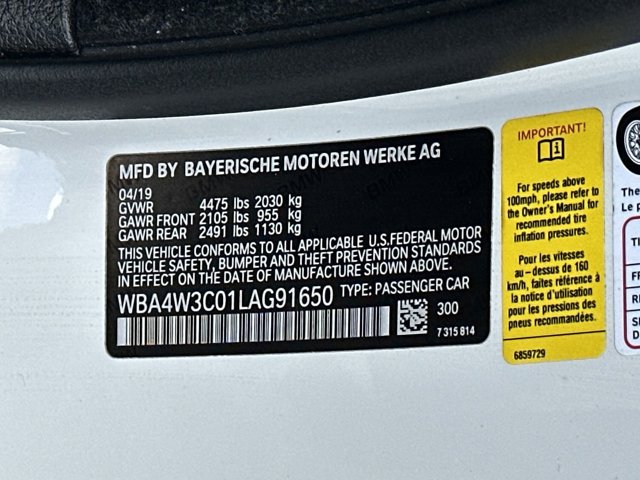 MFD BY BAYERISCHE MOTOREN WERKE AG
04/19
GVWR 4475 lbs 2030 kg
GAWR FRONT 2105 lbs 955 kg
GAWR REAR 2491 lbs 1130 kg
THIS VEHICLE CONFORMS TO ALL APPLICABLE U.S.FEDERAL MOTOR
VEHICLE SAFETY, BUMPER AND THEFT PREVENTION STANDARDS
IN EFFECT ON THE DATE OF MANUFACTURE SHOWN ABOVE.
WBA4W3C01LAG91650 TYPE: PASSENGER CAR
300
7 315 814
IMPORTANT!
For speeds above
100mph, please refer to
the Owner's Manual for
recommended tire
inflation pressures.
Pour les vitesses
au-dessus de 160
km/h, faites référence à
la notice d'utilisation
pour les pressions des
pneus recommandées.
6859729
The
Le p